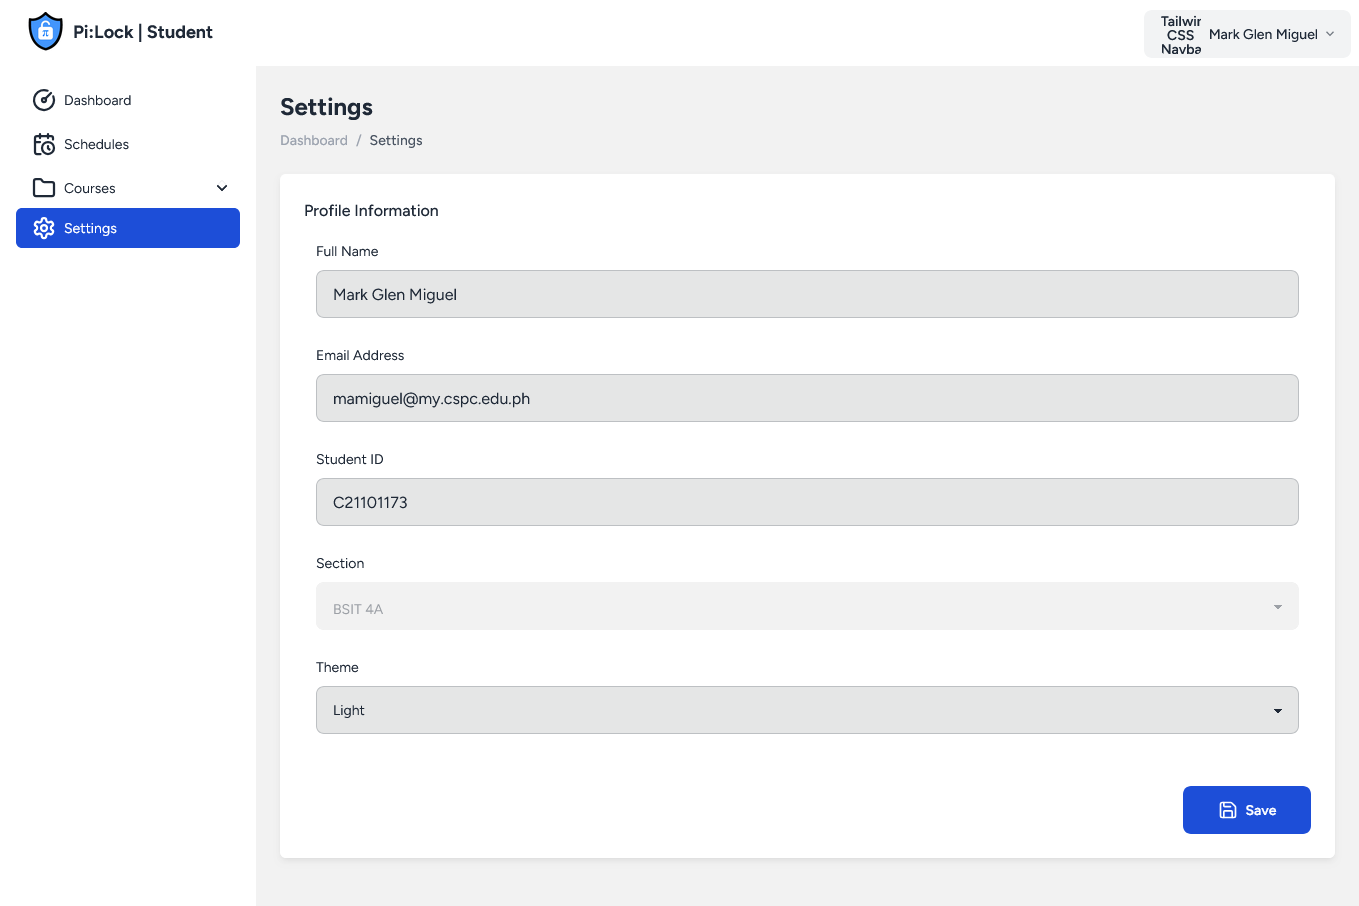 Pi:Lock | Student
Tailwin
CSS
Navba
Mark Glen Miguel
Dashboard
Schedules
Courses
Settings
Settings
Dashboard / Settings
Profile Information
Full Name
Mark Glen Miguel
Email Address
mamiguel@my.cspc.edu.ph
Student ID
C21101173
Section
BSIT 4A
Theme
Light
Save